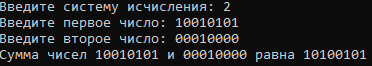 Введите систему исчисления: 2
Введите первое число: 10010101
Введите второе число: 00010000
Сумма чисел 10010101 и 00010000 равна 10100101